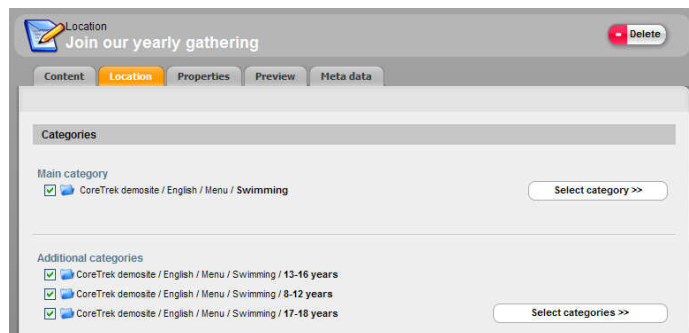 Location
Join our yearly gathering
Delete
Content Location Properties Preview Meta data
Categories
Main category
CoreTrek demosite / English / Menu / Swimming
Select category >>
Additional categories
CoreTrek demosite / English / Menu / Swimming / 13-16 years
CoreTrek demosite / English / Menu / Swimming / 8-12 years
CoreTrek demosite / English / Menu / Swimming / 17-18 years
Select categories >>